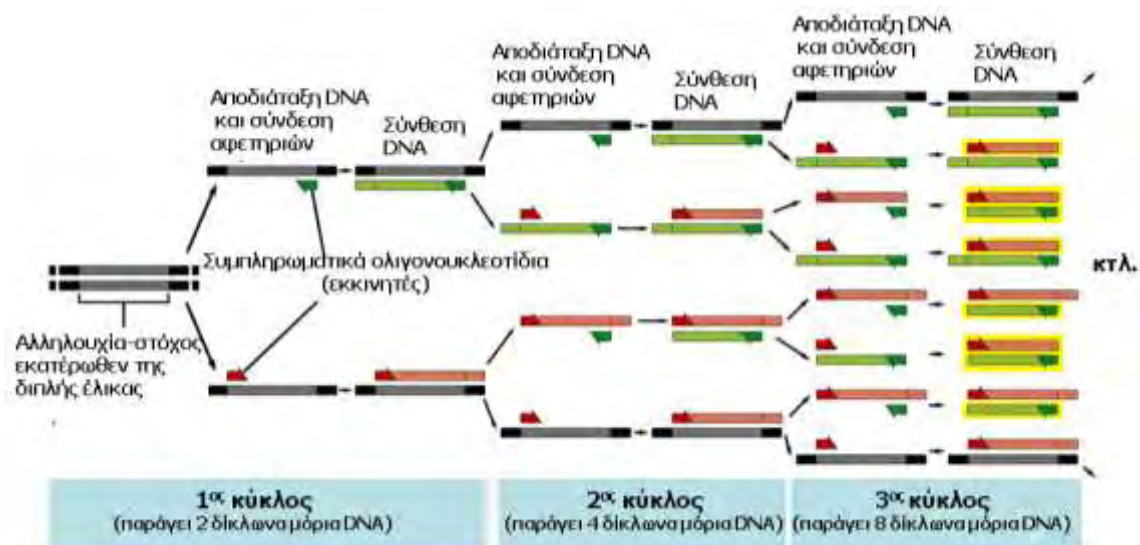 Αποδιάταξη DNA
και σύνδεση
αφετηριών
Σύνθεση
DNA
Αποδιάταξη DNA
και σύνδεση
αφετηριών
Σύνθεση
DNA
Αποδιάταξη DNA
και σύνδεση
αφετηριών
Σύνθεση
DNA
Συμπληρωματικά ολιγονουκλεοτίδια
(εκκινητές)
Αλληλουχία-στόχος
εκατέρωθεν της
διπλής έλικας
κτλ.
1ος κύκλος
(παράγει 2 δίκλωνα μόρια DNA)
2ος κύκλος
(παράγει 4 δίκλωνα μόρια DNA)
3ος κύκλος
(παράγει 8 δίκλωνα μόρια DNA)